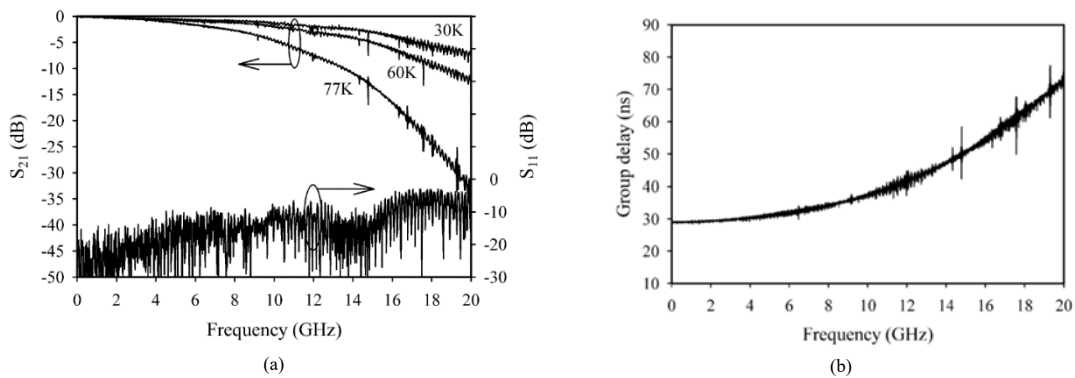 0
-5
-10
-15
-20
-25
-30
-35
-40
-45
-50
S21 (dB)
30K
60K
77K
0
-10
-20
-30
S11 (dB)
0 2 4 6 8 10 12 14 16 18 20
Frequency (GHz)
(a)
90
80
70
60
50
40
30
20
10
Group delay (ns)
0 2 4 6 8 10 12 14 16 18 20
Frequency (GHz)
(b)